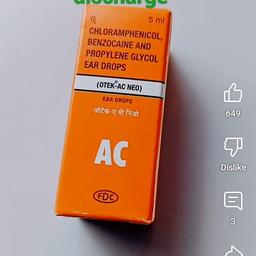 discharge
Rx 5 ml
CHLORAMPHENICOL,
BENZOCAINE AND
PROPYLENE GLYCOL
EAR DROPS
(OTEK-AC NEO)
EAR DROPS
AC
FDC
649
Dislike
3